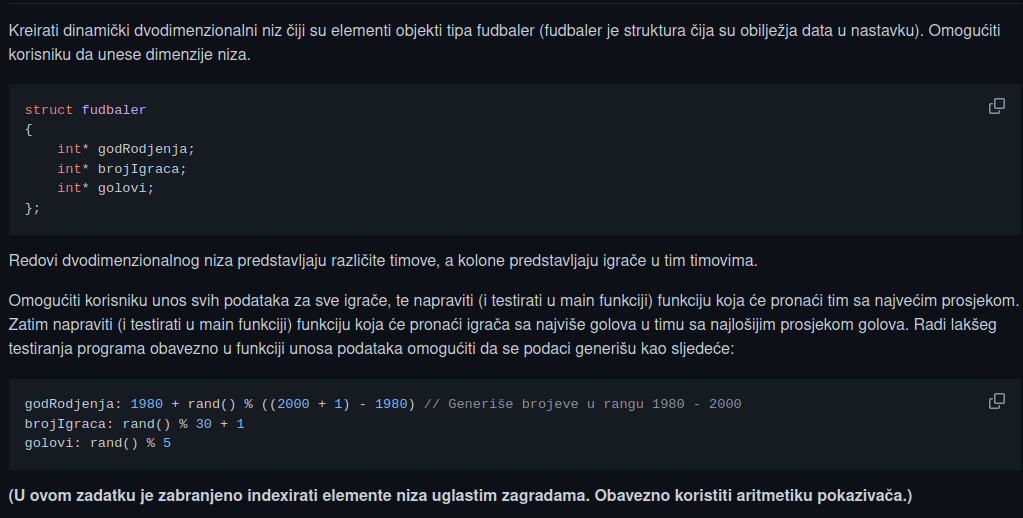 Kreirati dinamički dvodimenzionalni niz čiji su elementi objekti tipa fudbaler (fudbaler je struktura čija su obilježja data u nastavku). Omogućiti
korisniku da unese dimenzije niza.
struct fudbaler
{
    int* godRodjenja;
    int* brojIgraca;
    int* golovi;
};
Redovi dvodimenzionalnog niza predstavljaju različite timove, a kolone predstavljaju igrače u tim timovima.
Omogućiti korisniku unos svih podataka za sve igrače, te napraviti (i testirati u main funkciji) funkciju koja će pronaći tim sa najvećim prosjekom.
Zatim napraviti (i testirati u main funkciji) funkciju koja će pronaći igrača sa najviše golova u timu sa najlošijim prosjekom golova. Radi lakšeg
testiranja programa obavezno u funkciji unosa podataka omogućiti da se podaci generišu kao sljedeće:
godRodjenja: 1980 + rand() % ((2000 + 1) - 1980) // Generiše brojeve u rangu 1980 - 2000
brojIgraca: rand() % 30 + 1
golovi: rand() % 5
(U ovom zadatku je zabranjeno indexirati elemente niza uglastim zagradama. Obavezno koristiti aritmetiku pokazivača.)